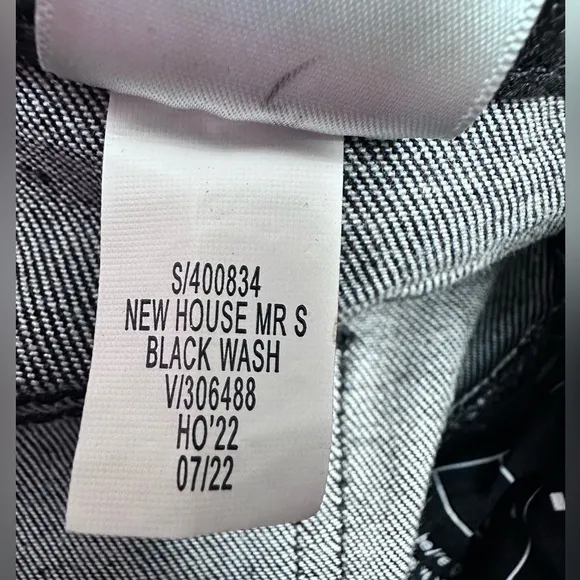 S/400834
NEW HOUSE MR S
BLACK WASH
V/306488
HO'22
07/22